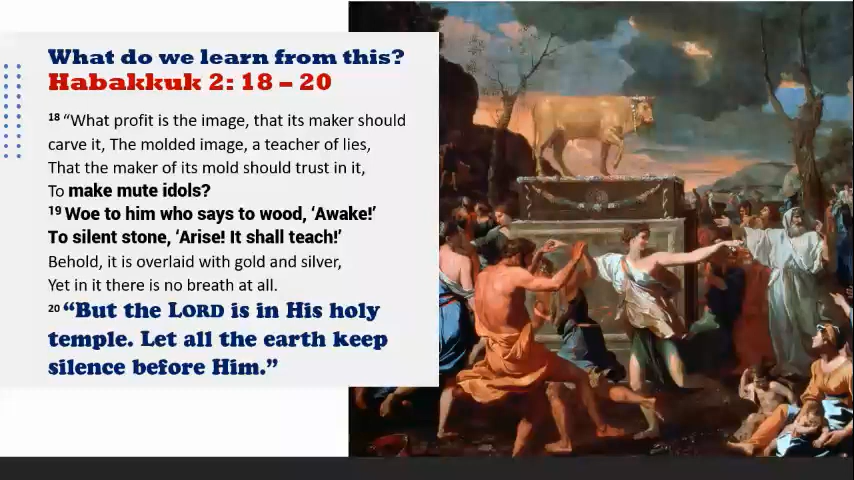 What do we learn from this?
Habakkuk 2: 18 – 20
18 “What profit is the image, that its maker should
carve it, The molded image, a teacher of lies,
That the maker of its mold should trust in it,
To make mute idols?
19 Woe to him who says to wood, ‘Awake!’
To silent stone, ‘Arise! It shall teach!’
Behold, it is overlaid with gold and silver,
Yet in it there is no breath at all.
20 “But the LORD is in His holy
temple. Let all the earth keep
silence before Him.”